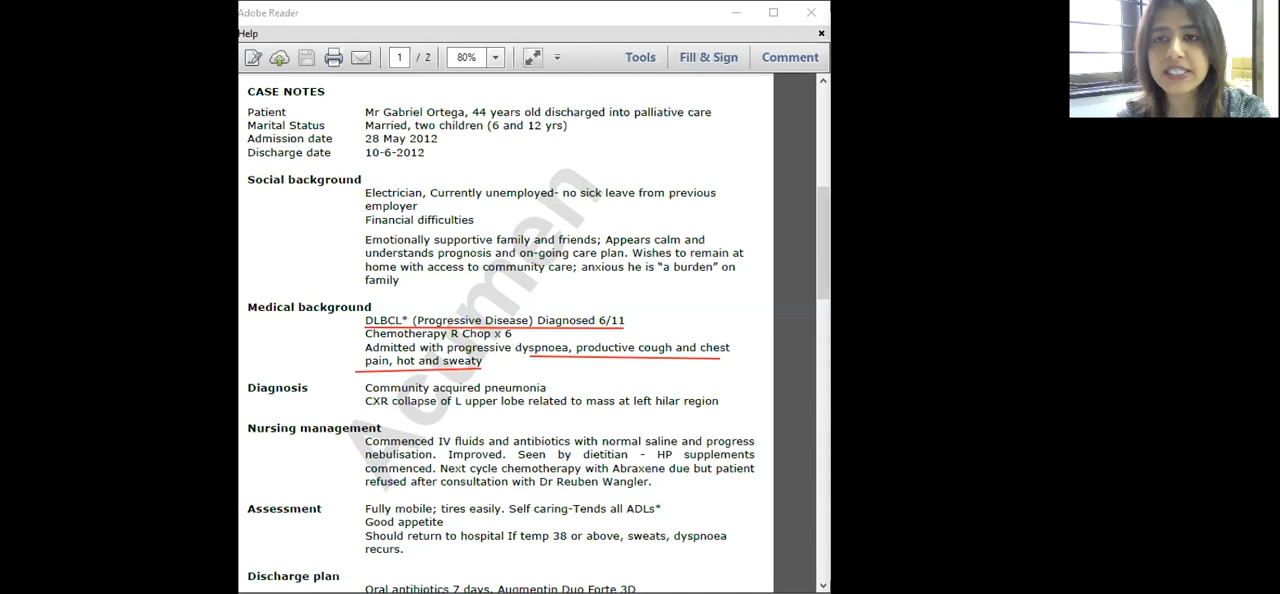 Adobe Reader
Help
1 / 2 80% Tools Fill & Sign Comment
CASE NOTES
Patient Mr Gabriel Ortega, 44 years old discharged into palliative care
Marital Status Married, two children (6 and 12 yrs)
Admission date 28 May 2012
Discharge date 10-6-2012
Social background
Electrician, Currently unemployed- no sick leave from previous
employer
Financial difficulties
Emotionally supportive family and friends; Appears calm and
understands prognosis and on-going care plan. Wishes to remain at
home with access to community care; anxious he is “a burden” on
family
Medical background
DLBCL* (Progressive Disease) Diagnosed 6/11
Chemotherapy R Chop x 6
Admitted with progressive dyspnoea, productive cough and chest
pain, hot and sweaty
Diagnosis Community acquired pneumonia
CXR collapse of L upper lobe related to mass at left hilar region
Nursing management
Commenced IV fluids and antibiotics with normal saline and progress
nebulisation. Improved. Seen by dietitian - HP supplements
commenced. Next cycle chemotherapy with Abraxene due but patient
refused after consultation with Dr Reuben Wangler.
Assessment Fully mobile; tires easily. Self caring-Tends all ADLs*
Good appetite
Should return to hospital If temp 38 or above, sweats, dyspnoea
recurs.
Discharge plan
Oral antibiotics 7 days, Augmentin Duo Forte 3D
Acumen